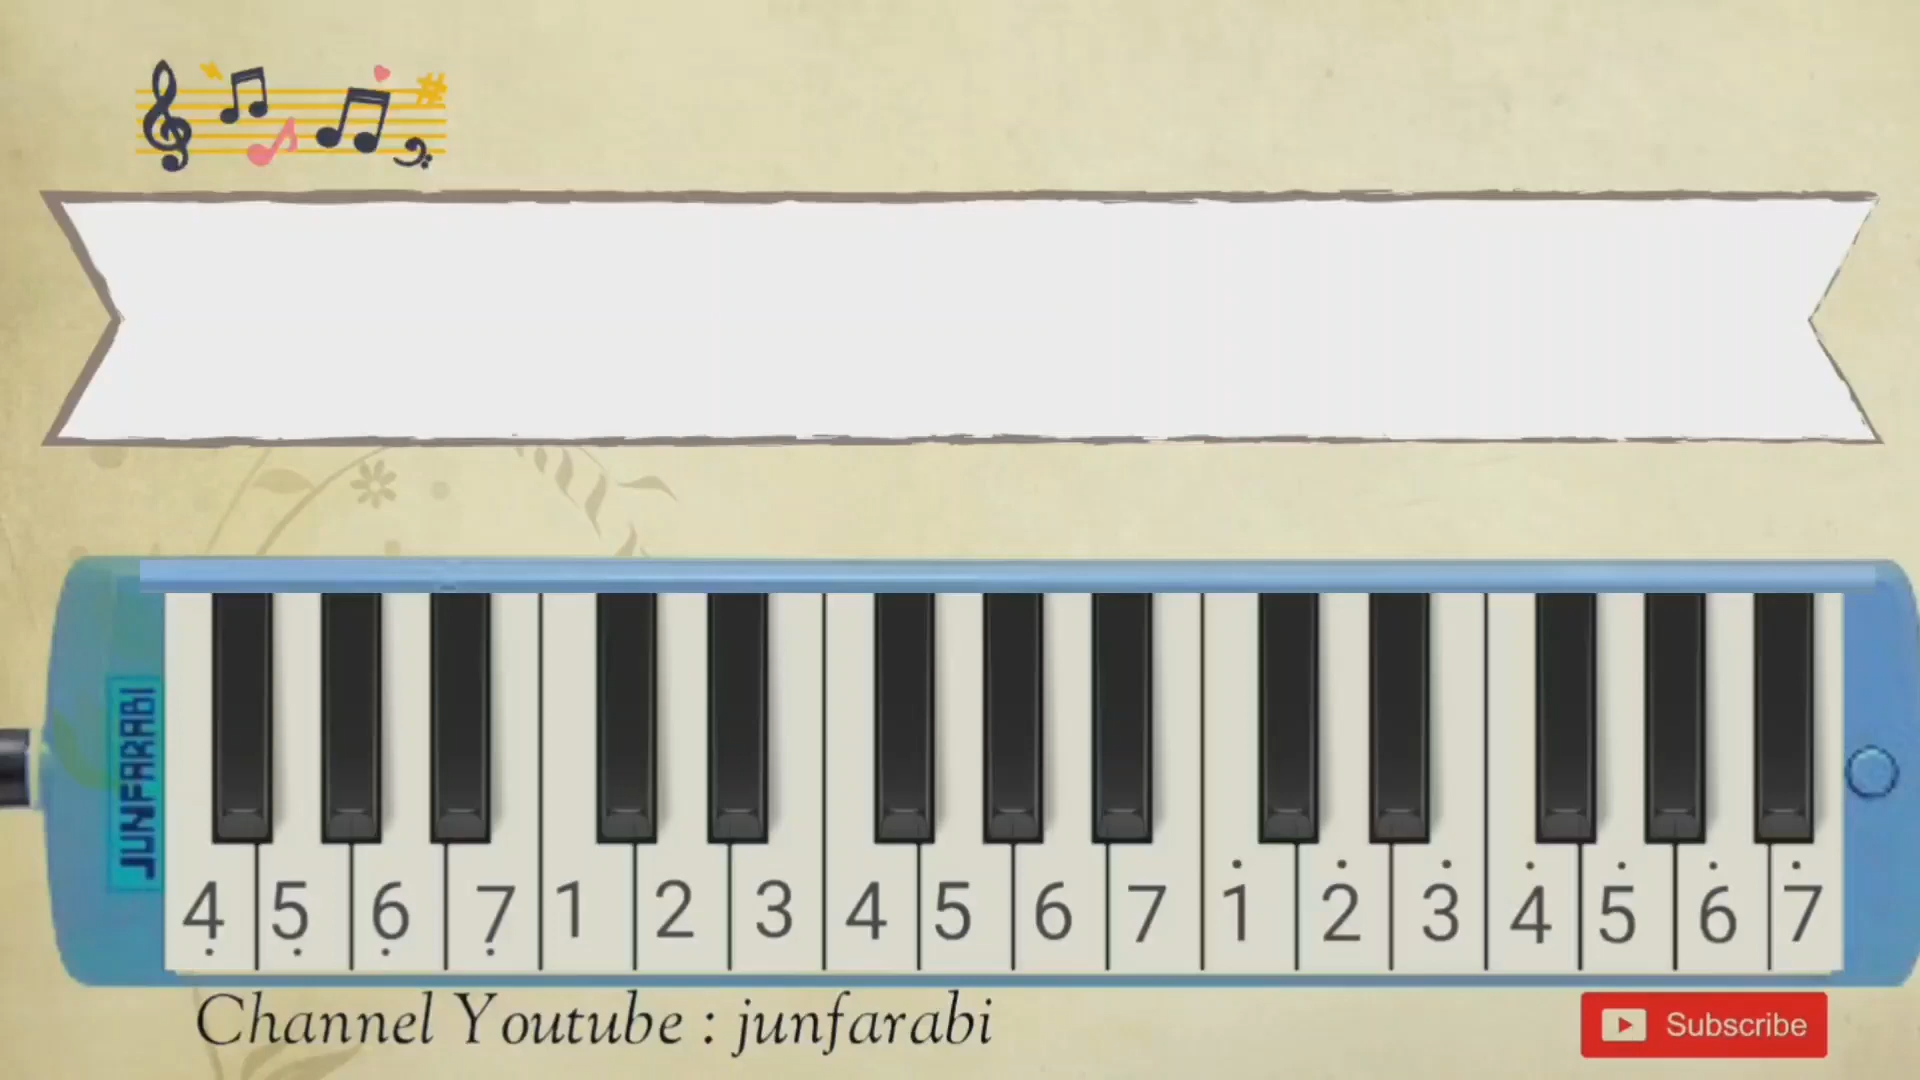 JUNFARABI
4̣ 5̣ 6̣ 7̣ 1 2 3 4 5 6 7 1̇ 2̇ 3̇ 4̇ 5̇ 6̇ 7̇
Channel Youtube : junfarabi
Subscribe